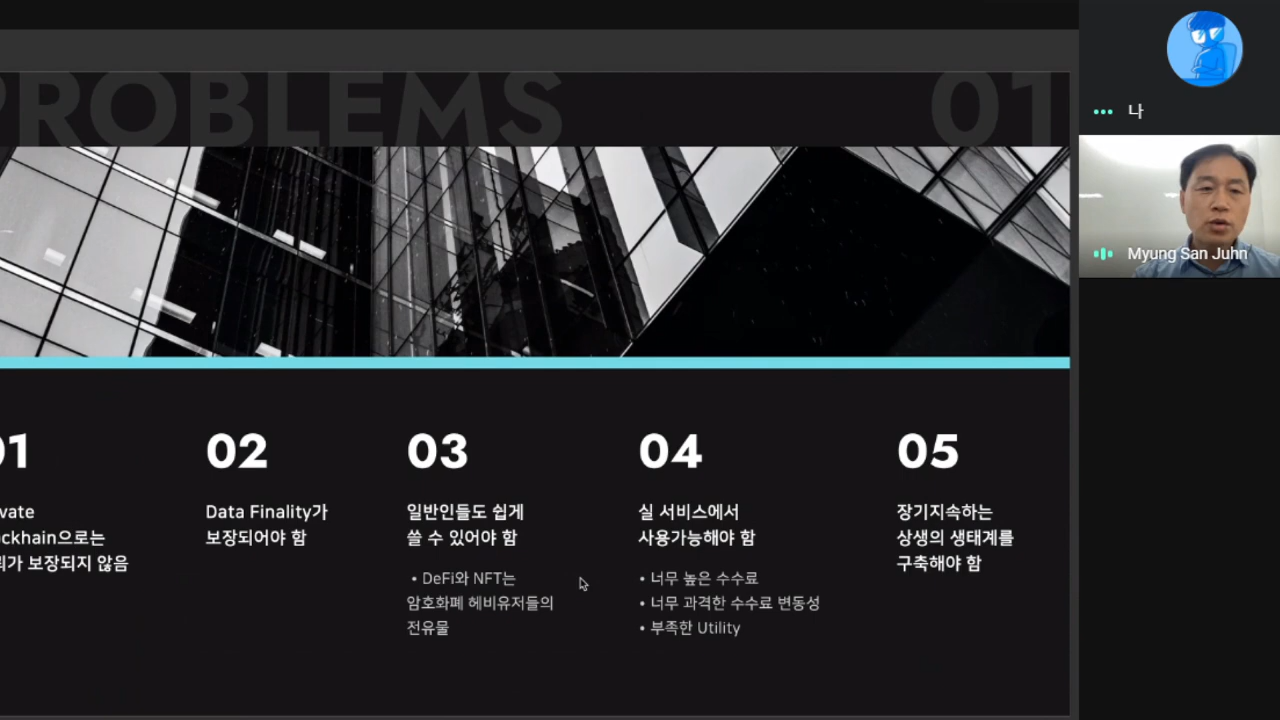 PROBLEMS
01
나
Myung San Juhn
01
02
03
04
05
vate
ckhain으로는
가 보장되지 않음
Data Finality가
보장되어야 함
일반인들도 쉽게
쓸 수 있어야 함
• DeFi와 NFT는
암호화폐 헤비유저들의
전유물
실 서비스에서
사용가능해야 함
• 너무 높은 수수료
• 너무 과격한 수수료 변동성
• 부족한 Utility
장기지속하는
상생의 생태계를
구축해야 함